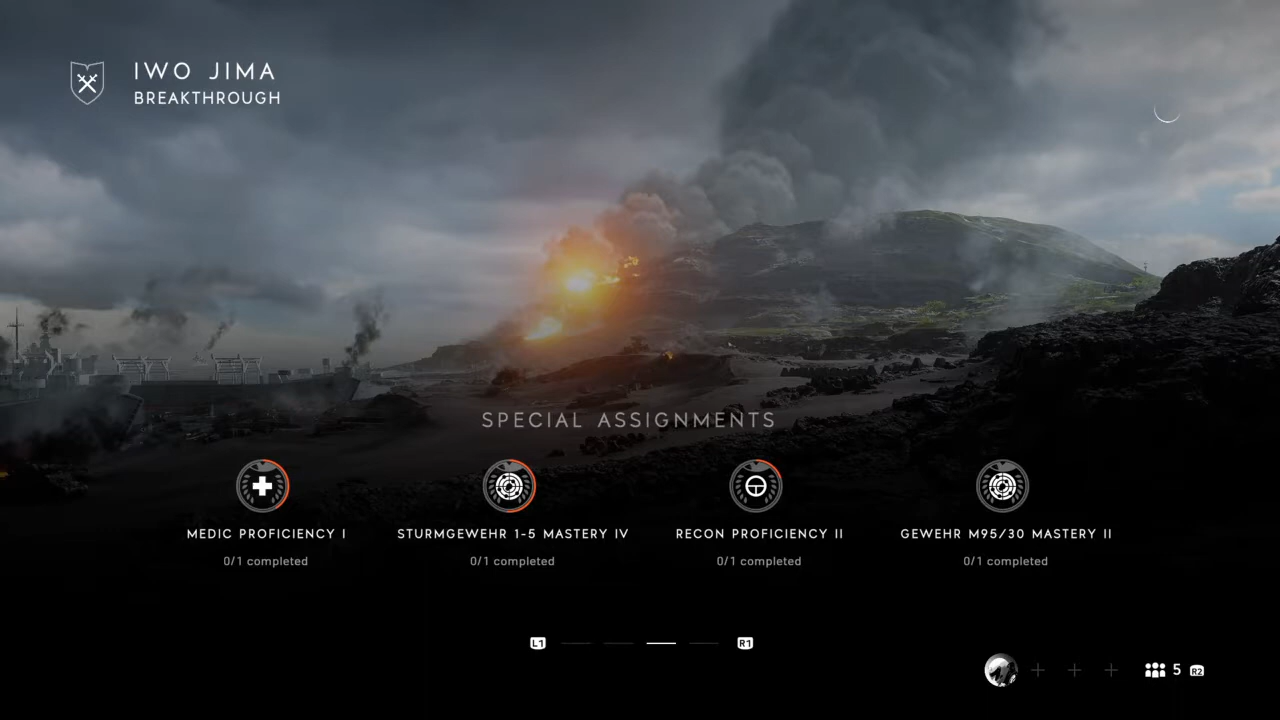 IWO JIMA
BREAKTHROUGH
SPECIAL ASSIGNMENTS
MEDIC PROFICIENCY I
0/1 completed
STURMGEWEHR 1-5 MASTERY IV
0/1 completed
RECON PROFICIENCY II
0/1 completed
GEWEHR M95/30 MASTERY II
0/1 completed
L1
R1
5 R2